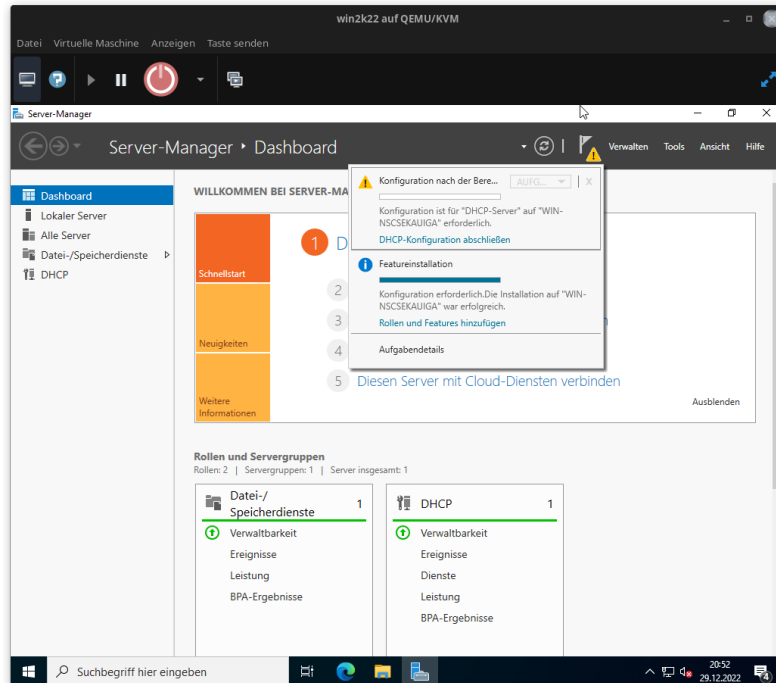 win2k22 auf QEMU/KVM
Datei Virtuelle Maschine Anzeigen Taste senden
Server-Manager
Server-Manager Dashboard
Verwalten Tools Ansicht Hilfe
Dashboard
Lokaler Server
Alle Server
Datei-/Speicherdienste
DHCP
WILLKOMMEN BEI SERVER-MA
Konfiguration nach der Bere...
AUFG...
X
Konfiguration ist für "DHCP-Server" auf "WIN-
NSCSEKAUIGA" erforderlich.
DHCP-Konfiguration abschließen
Featureinstallation
Konfiguration erforderlich.Die Installation auf "WIN-
NSCSEKAUIGA" war erfolgreich.
Rollen und Features hinzufügen
Aufgabendetails
Schnellstart
Neuigkeiten
Weitere
Informationen
1 D
2
3
4
5 Diesen Server mit Cloud-Diensten verbinden
Ausblenden
Rollen und Servergruppen
Rollen: 2 | Servergruppen: 1 | Server insgesamt: 1
Datei-/
Speicherdienste
1
Verwaltbarkeit
Ereignisse
Leistung
BPA-Ergebnisse
DHCP 1
Verwaltbarkeit
Ereignisse
Dienste
Leistung
BPA-Ergebnisse
Suchbegriff hier eingeben
20:52
29.12.2022
4